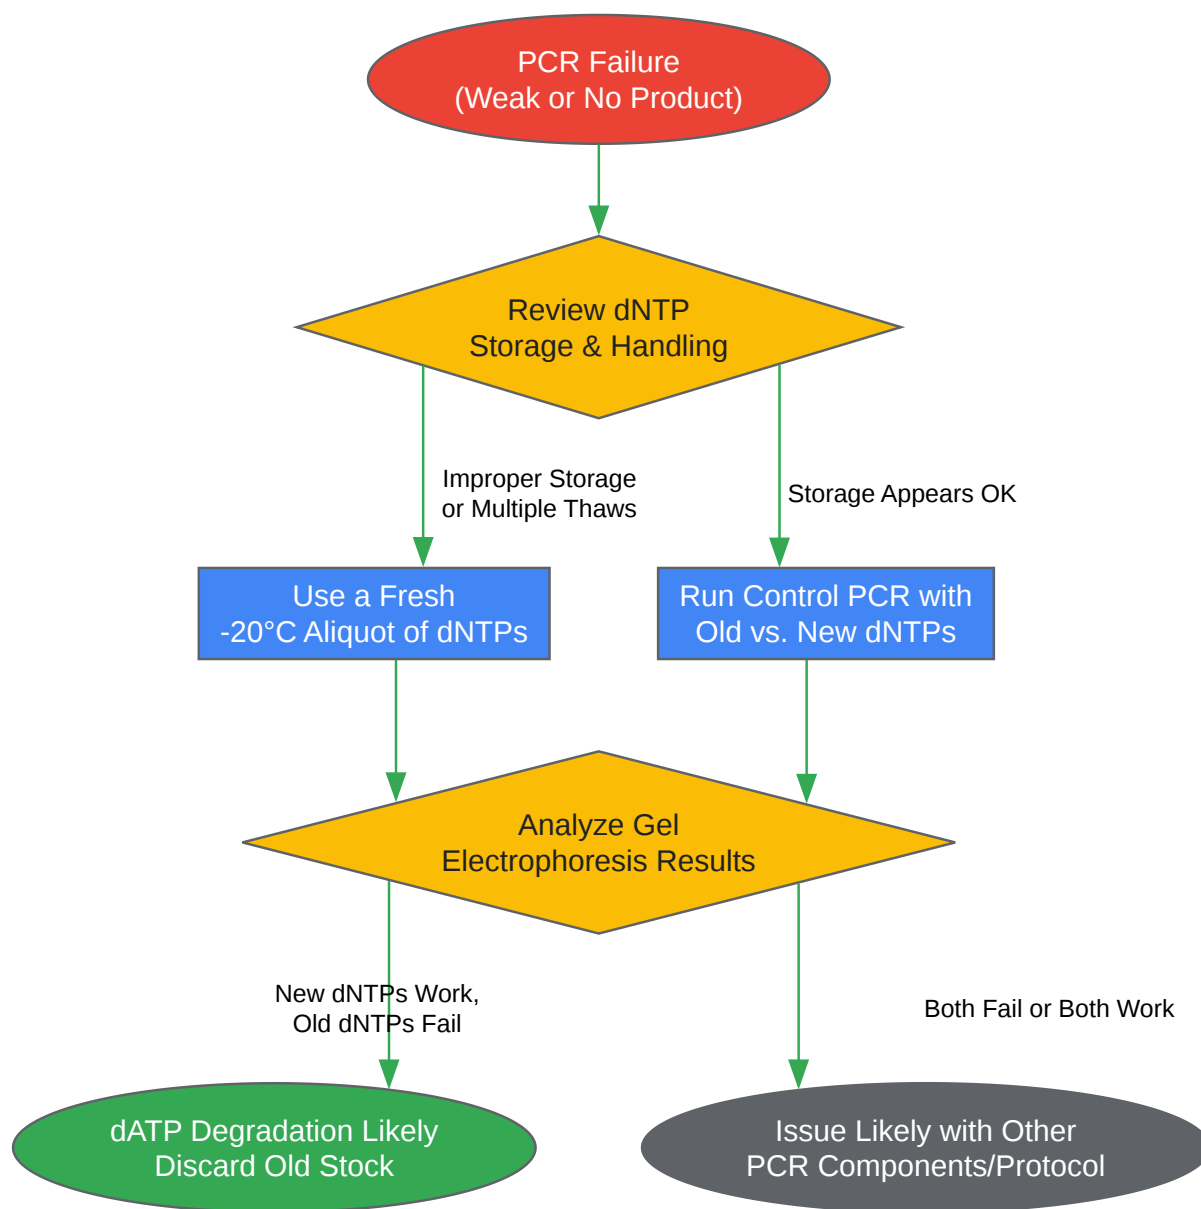 PCR Failure
(Weak or No Product)
Review dNTP
Storage & Handling
Improper Storage
or Multiple Thaws
Storage Appears OK
Use a Fresh
-20°C Aliquot of dNTPs
Run Control PCR with
Old vs. New dNTPs
Analyze Gel
Electrophoresis Results
New dNTPs Work,
Old dNTPs Fail
Both Fail or Both Work
dATP Degradation Likely
Discard Old Stock
Issue Likely with Other
PCR Components/Protocol